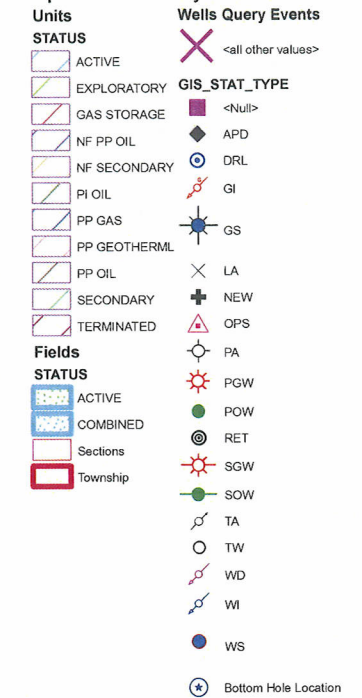 Units
STATUS
ACTIVE
EXPLORATORY
GAS STORAGE
NF PP OIL
NF SECONDARY
PI OIL
PP GAS
PP GEOTHERML
PP OIL
SECONDARY
TERMINATED
Fields
STATUS
ACTIVE
COMBINED
Sections
Township
Wells Query Events
<all other values>
GIS_STAT_TYPE
<Null>
APD
DRL
GI
GS
LA
NEW
OPS
PA
PGW
POW
RET
SGW
SOW
TA
TW
WD
WI
WS
Bottom Hole Location